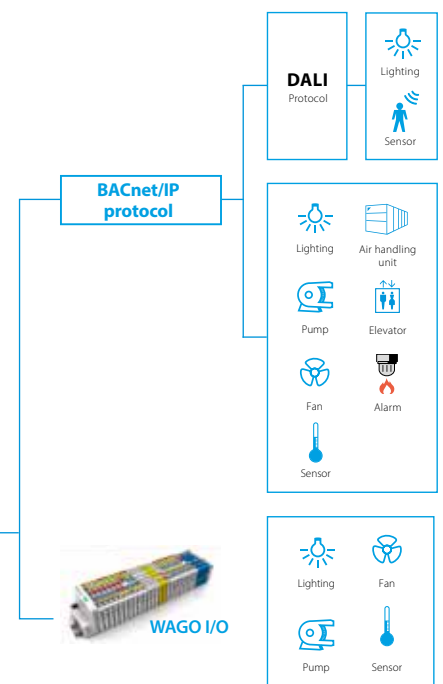 DALI
Protocol
Lighting
Sensor
BACnet/IP
protocol
Lighting
Air handling
unit
Pump
Elevator
Fan
Alarm
Sensor
WAGO I/O
Lighting
Fan
Pump
Sensor